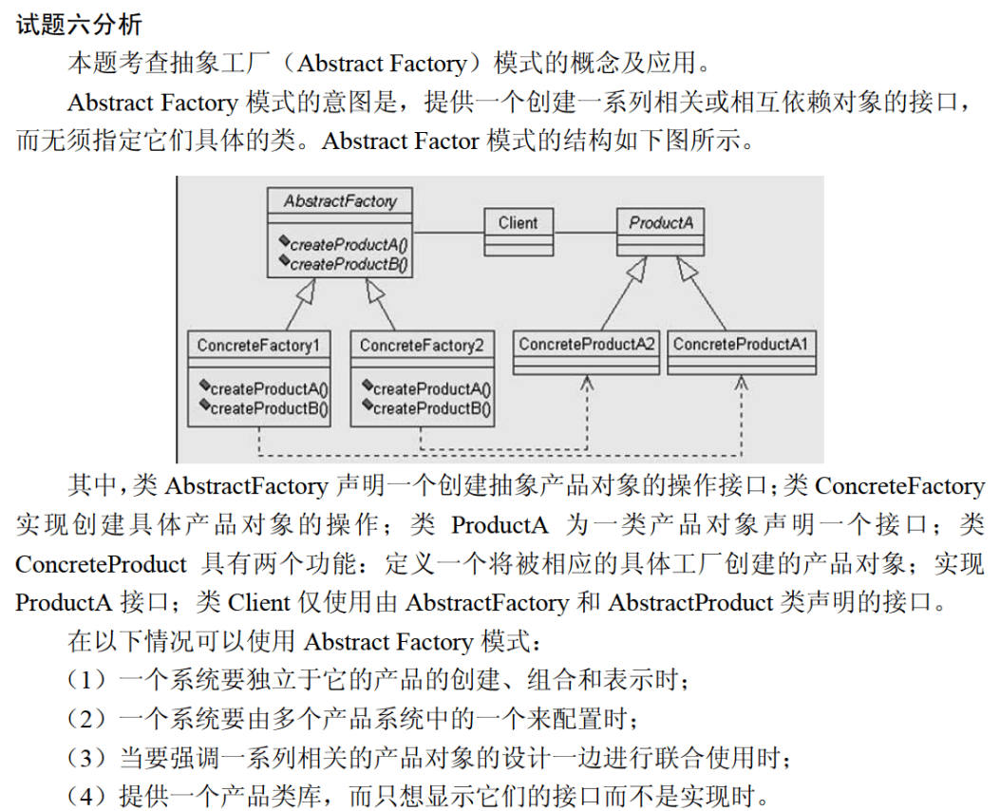 试题六分析
本题考查抽象工厂（Abstract Factory）模式的概念及应用。
Abstract Factory 模式的意图是，提供一个创建一系列相关或相互依赖对象的接口，
而无须指定它们具体的类。Abstract Factor 模式的结构如下图所示。
AbstractFactory
createProductA()
createProductB()
Client
ProductA
ConcreteFactory1
createProductA()
createProductB()
ConcreteFactory2
createProductA()
createProductB()
ConcreteProductA2
ConcreteProductA1
其中，类 AbstractFactory 声明一个创建抽象产品对象的操作接口；类 ConcreteFactory
实现创建具体产品对象的操作；类 ProductA 为一类产品对象声明一个接口；类
ConcreteProduct 具有两个功能：定义一个将被相应的具体工厂创建的产品对象；实现
ProductA 接口；类 Client 仅使用由 AbstractFactory 和 AbstractProduct 类声明的接口。
在以下情况可以使用 Abstract Factory 模式：
（1）一个系统要独立于它的产品的创建、组合和表示时；
（2）一个系统要由多个产品系统中的一个来配置时；
（3）当要强调一系列相关的产品对象的设计一边进行联合使用时；
（4）提供一个产品类库，而只想显示它们的接口而不是实现时。